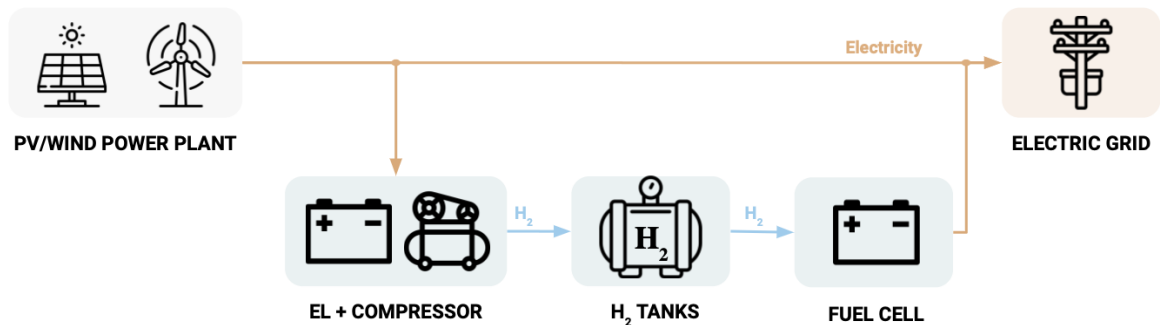 Electricity
PV/WIND POWER PLANT
ELECTRIC GRID
+ −
H₂
H₂
H₂
+ −
EL + COMPRESSOR
H₂ TANKS
FUEL CELL